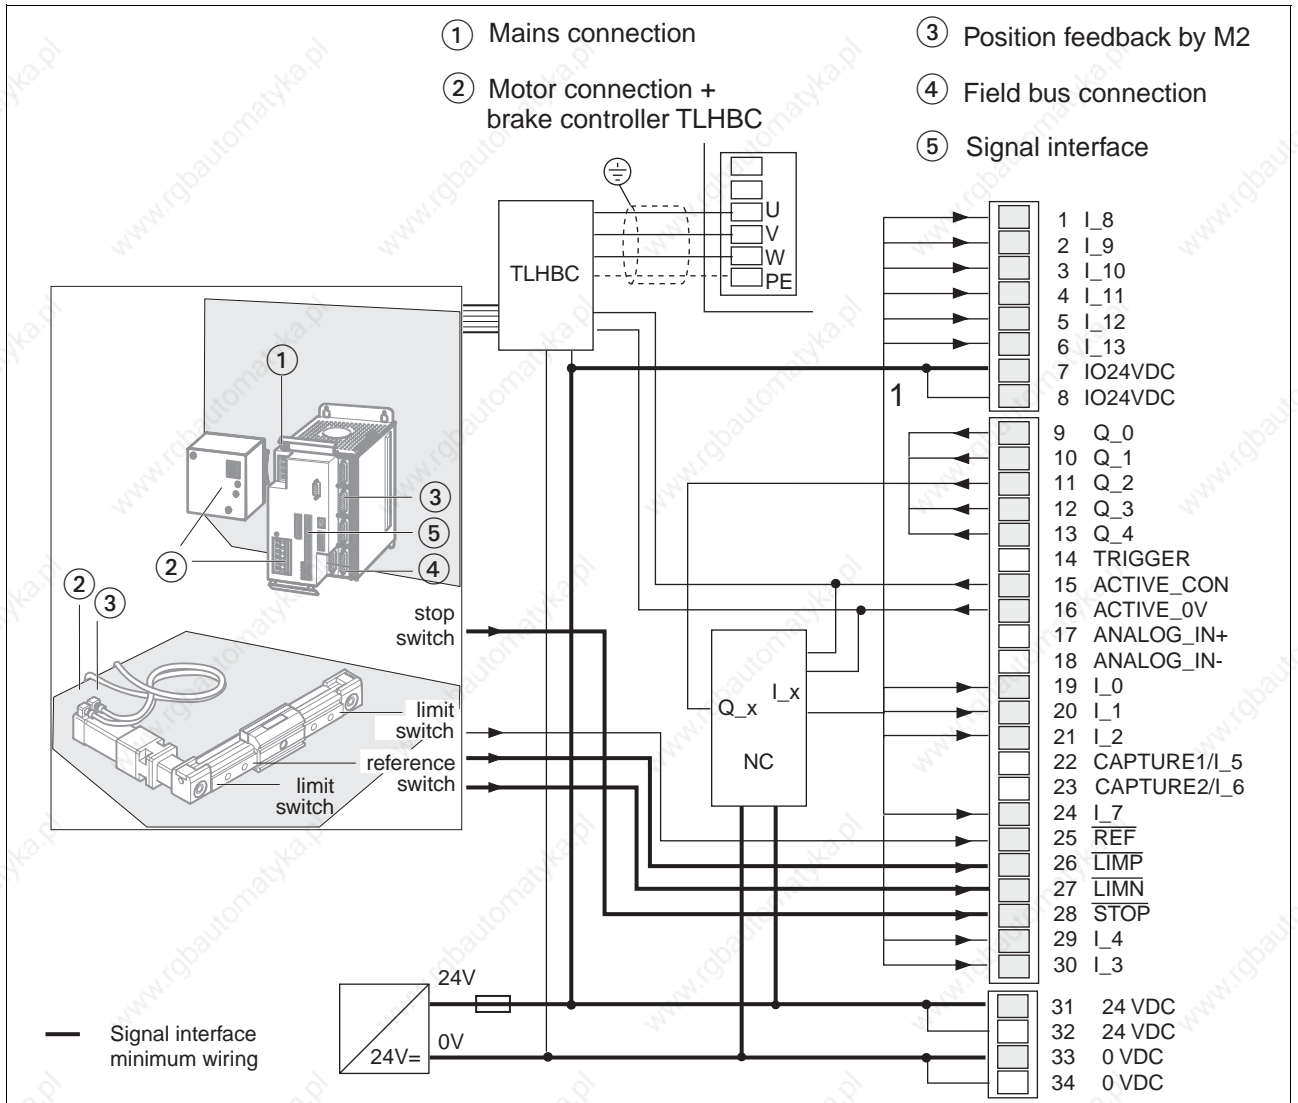 1 Mains connection
2 Motor connection +
brake controller TLHBC
3 Position feedback by M2
4 Field bus connection
5 Signal interface
U
V
W
PE
TLHBC
1
3
5
4
2
2
3
stop
switch
limit
switch
reference
switch
limit
switch
1
Q_x
I_x
NC
1 I_8
2 I_9
3 I_10
4 I_11
5 I_12
6 I_13
7 IO24VDC
8 IO24VDC
9 Q_0
10 Q_1
11 Q_2
12 Q_3
13 Q_4
14 TRIGGER
15 ACTIVE_CON
16 ACTIVE_0V
17 ANALOG_IN+
18 ANALOG_IN-
19 I_0
20 I_1
21 I_2
22 CAPTURE1/I_5
23 CAPTURE2/I_6
24 I_7
25 REF
26 LIMP
27 LIMN
28 STOP
29 I_4
30 I_3
31 24 VDC
32 24 VDC
33 0 VDC
34 0 VDC
24V
0V
24V=
Signal interface
minimum wiring
www.rgbautomatyka.pl